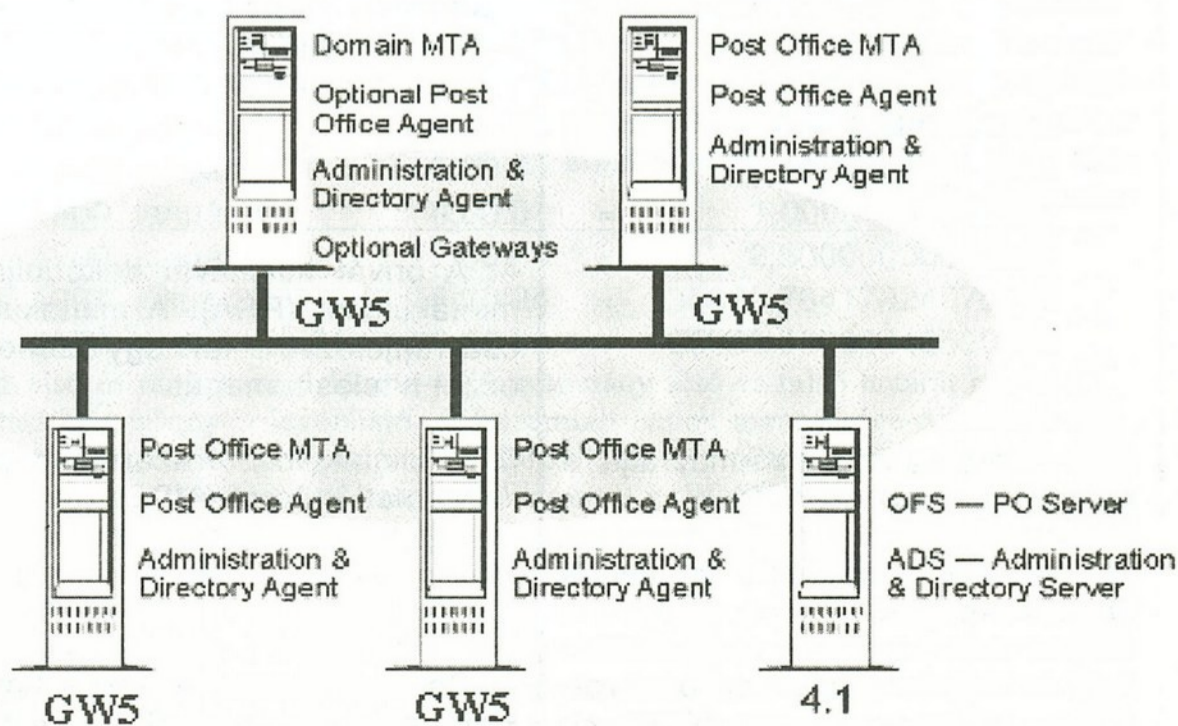 Domain MTA
Optional Post
Office Agent
Administration &
Directory Agent
Optional Gateways
GW5
Post Office MTA
Post Office Agent
Administration &
Directory Agent
GW5
Post Office MTA
Post Office Agent
Administration &
Directory Agent
GW5
Post Office MTA
Post Office Agent
Administration &
Directory Agent
GW5
OFS — PO Server
ADS — Administration
& Directory Server
4.1